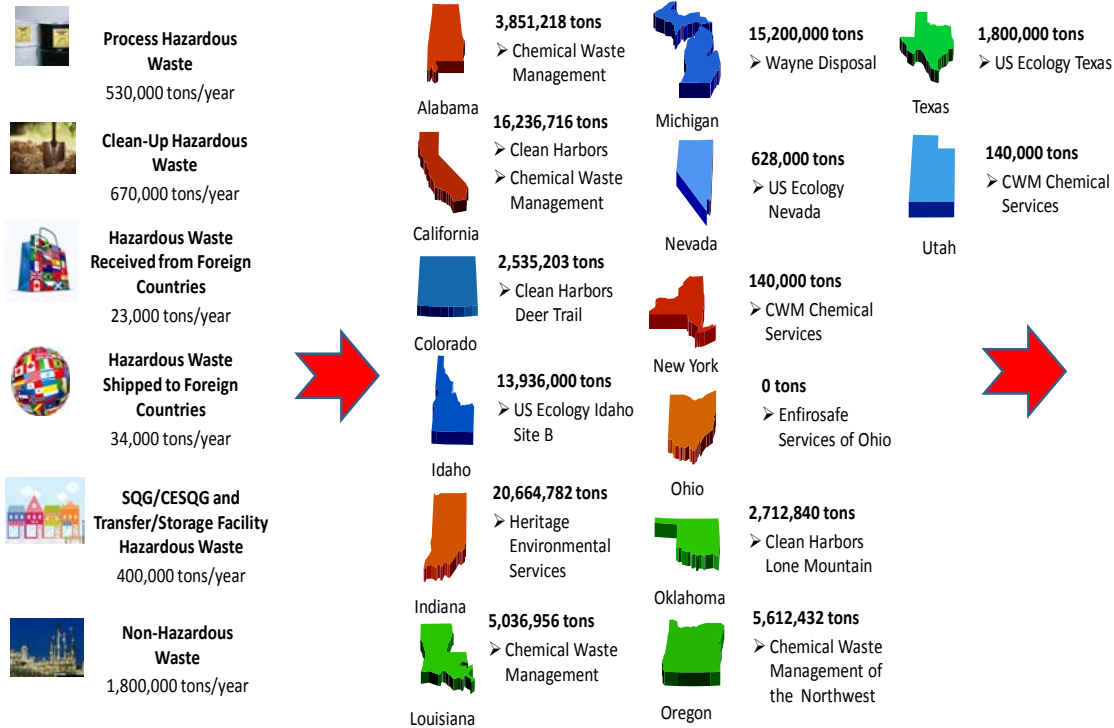 Process Hazardous
Waste
530,000 tons/year
Clean-Up Hazardous
Waste
670,000 tons/year
Hazardous Waste
Received from Foreign
Countries
23,000 tons/year
Hazardous Waste
Shipped to Foreign
Countries
34,000 tons/year
SQG/CESQG and
Transfer/Storage Facility
Hazardous Waste
400,000 tons/year
Non-Hazardous
Waste
1,800,000 tons/year
3,851,218 tons
➢ Chemical Waste
Management
Alabama
16,236,716 tons
➢ Clean Harbors
➢ Chemical Waste
Management
California
2,535,203 tons
➢ Clean Harbors
Deer Trail
Colorado
13,936,000 tons
➢ US Ecology Idaho
Site B
Idaho
20,664,782 tons
➢ Heritage
Environmental
Services
Indiana
5,036,956 tons
➢ Chemical Waste
Management
Louisiana
15,200,000 tons
➢ Wayne Disposal
Michigan
628,000 tons
➢ US Ecology
Nevada
Nevada
140,000 tons
➢ CWM Chemical
Services
New York
0 tons
➢ Enfirosafe
Services of Ohio
Ohio
2,712,840 tons
➢ Clean Harbors
Lone Mountain
Oklahoma
5,612,432 tons
➢ Chemical Waste
Management of
the Northwest
Oregon
1,800,000 tons
➢ US Ecology Texas
Texas
140,000 tons
➢ CWM Chemical
Services
Utah